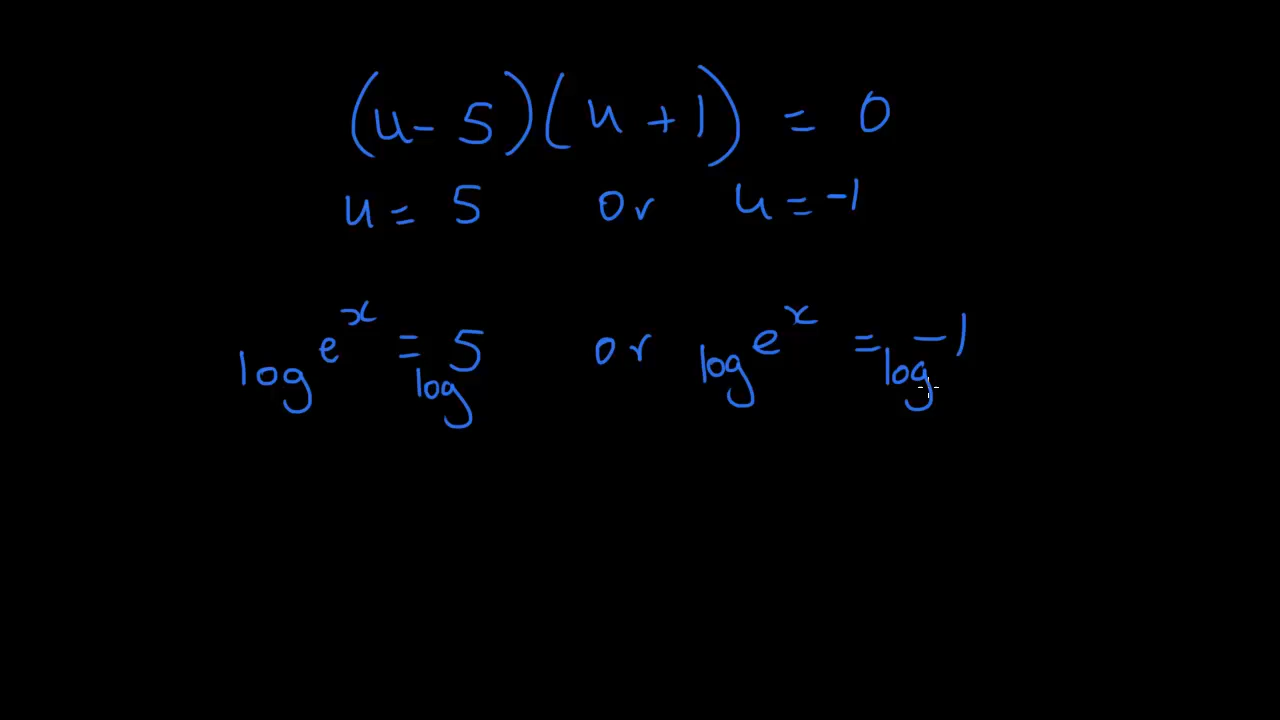 (u - 5)(u + 1) = 0
u = 5 or u = -1
log e^x = log 5 or log e^x = log -1